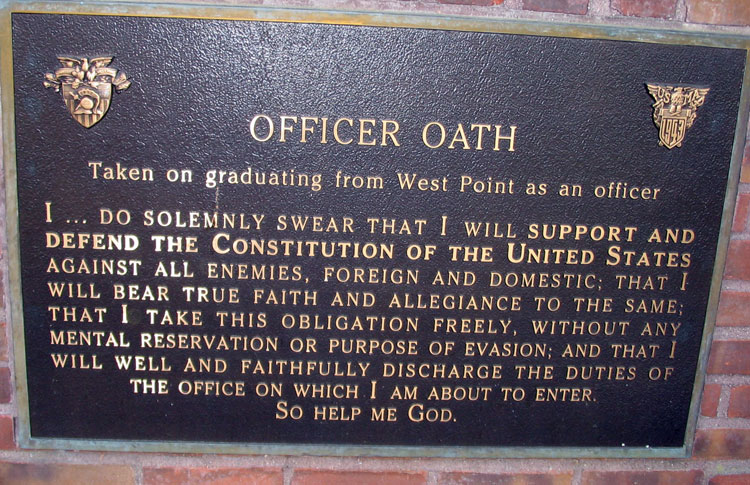 USMA
1943
OFFICER OATH
Taken on graduating from West Point as an officer
I ... DO SOLEMNLY SWEAR THAT I WILL SUPPORT AND
DEFEND THE CONSTITUTION OF THE UNITED STATES
AGAINST ALL ENEMIES, FOREIGN AND DOMESTIC; THAT I
WILL BEAR TRUE FAITH AND ALLEGIANCE TO THE SAME;
THAT I TAKE THIS OBLIGATION FREELY, WITHOUT ANY
MENTAL RESERVATION OR PURPOSE OF EVASION; AND THAT I
WILL WELL AND FAITHFULLY DISCHARGE THE DUTIES OF
THE OFFICE ON WHICH I AM ABOUT TO ENTER.
SO HELP ME GOD.